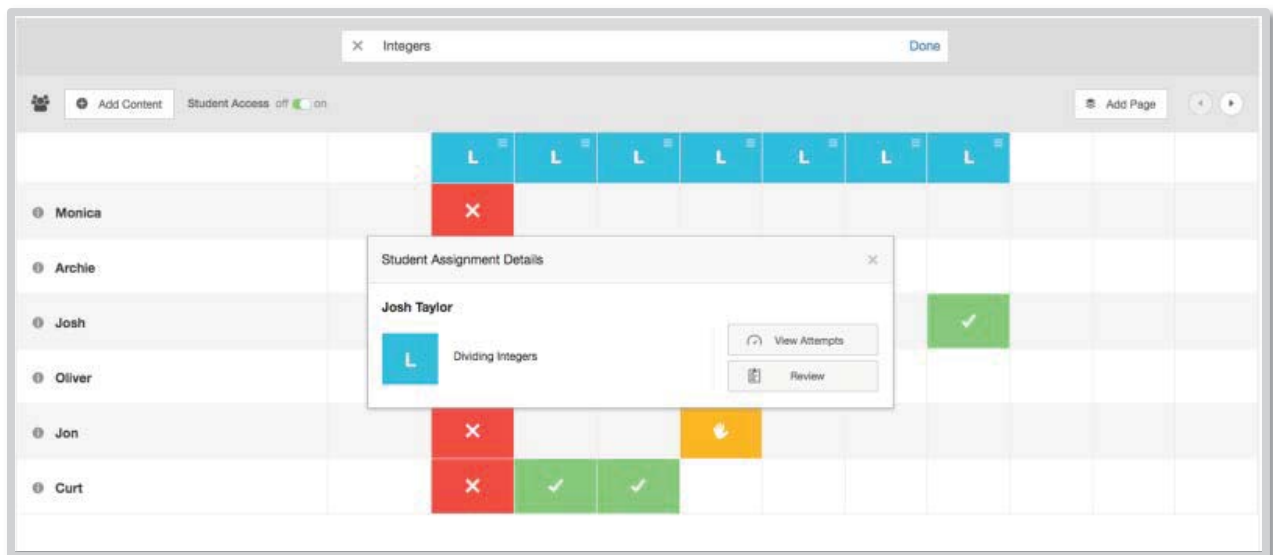 Integers
Done
Add Content
Student Access off on
Add Page
L L L L L L L
Monica
Archie
Josh
Oliver
Jon
Curt
Student Assignment Details
Josh Taylor
L
Dividing Integers
View Attempts
Review